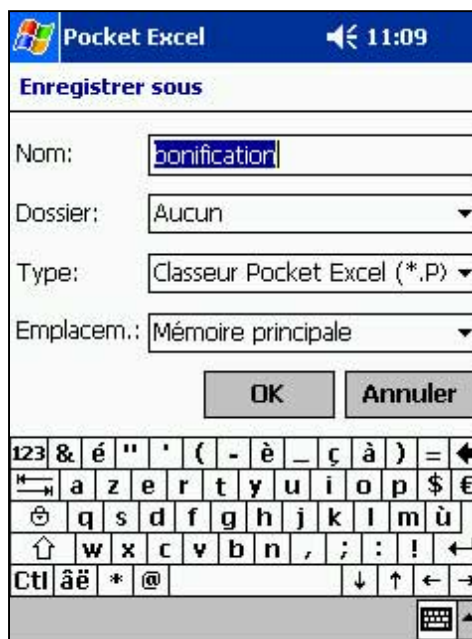 Pocket Excel 11:09
Enregistrer sous
Nom: bonification
Dossier: Aucun
Type: Classeur Pocket Excel (*.P)
Emplacem.: Mémoire principale
OK Annuler
123 & é " ' ( - è _ ç à ) =
a z e r t y u i o p $ €
q s d f g h j k l m ù
w x c v b n , ; : !
Ctl âë * @